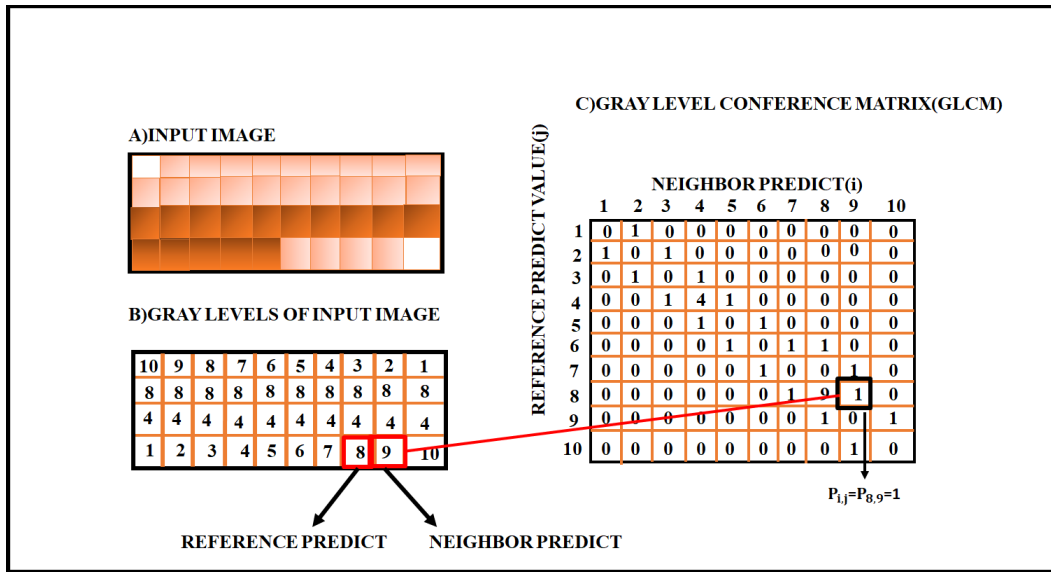 A)INPUT IMAGE
B)GRAY LEVELS OF INPUT IMAGE
10 9 8 7 6 5 4 3 2 1
8 8 8 8 8 8 8 8 8 8
4 4 4 4 4 4 4 4 4 4
1 2 3 4 5 6 7 8 9 10
REFERENCE PREDICT
NEIGHBOR PREDICT
C)GRAY LEVEL CONFERENCE MATRIX(GLCM)
REFERENCE PREDICT VALUE(j)
NEIGHBOR PREDICT(i)
1 2 3 4 5 6 7 8 9 10
1 0 1 0 0 0 0 0 0 0 0
2 1 0 1 0 0 0 0 0 0 0
3 0 1 0 1 0 0 0 0 0 0
4 0 0 1 4 1 0 0 0 0 0
5 0 0 0 1 0 1 0 0 0 0
6 0 0 0 0 1 0 1 1 0 0
7 0 0 0 0 0 1 0 0 1 0
8 0 0 0 0 0 0 1 9 1 0
9 0 0 0 0 0 0 0 1 0 1
10 0 0 0 0 0 0 0 0 1 0
Pi,j=P8,9=1